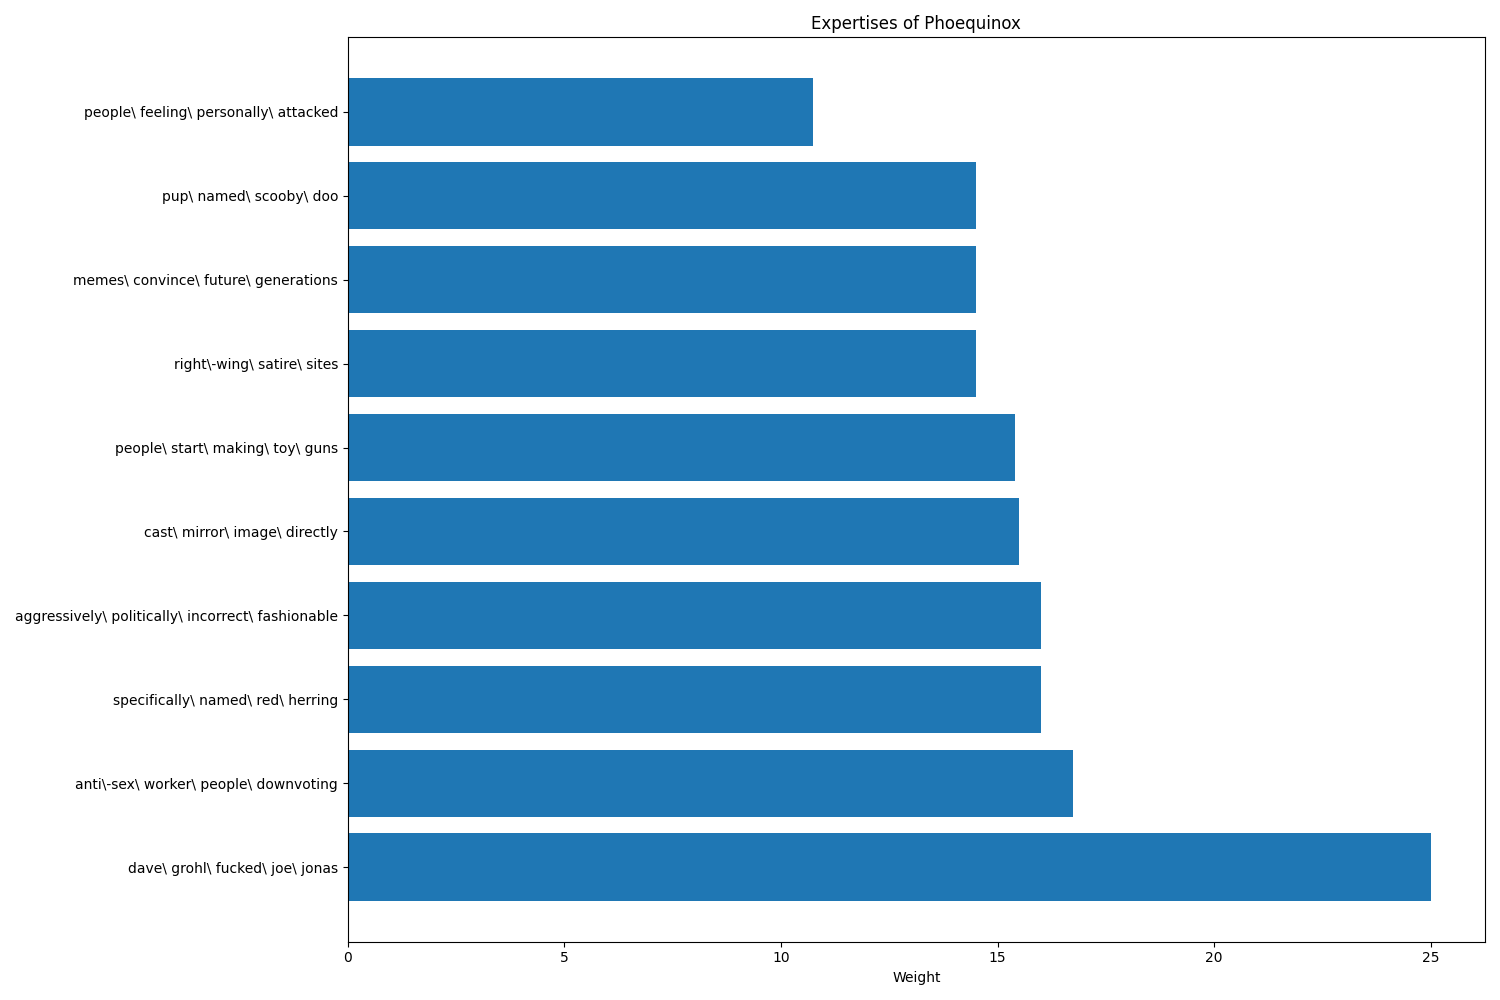 Expertises of Phoequinox
people\ feeling\ personally\ attacked
pup\ named\ scooby\ doo
memes\ convince\ future\ generations
right\-wing\ satire\ sites
people\ start\ making\ toy\ guns
cast\ mirror\ image\ directly
aggressively\ politically\ incorrect\ fashionable
specifically\ named\ red\ herring
anti\-sex\ worker\ people\ downvoting
dave\ grohl\ fucked\ joe\ jonas
0 5 10 15 20 25
Weight